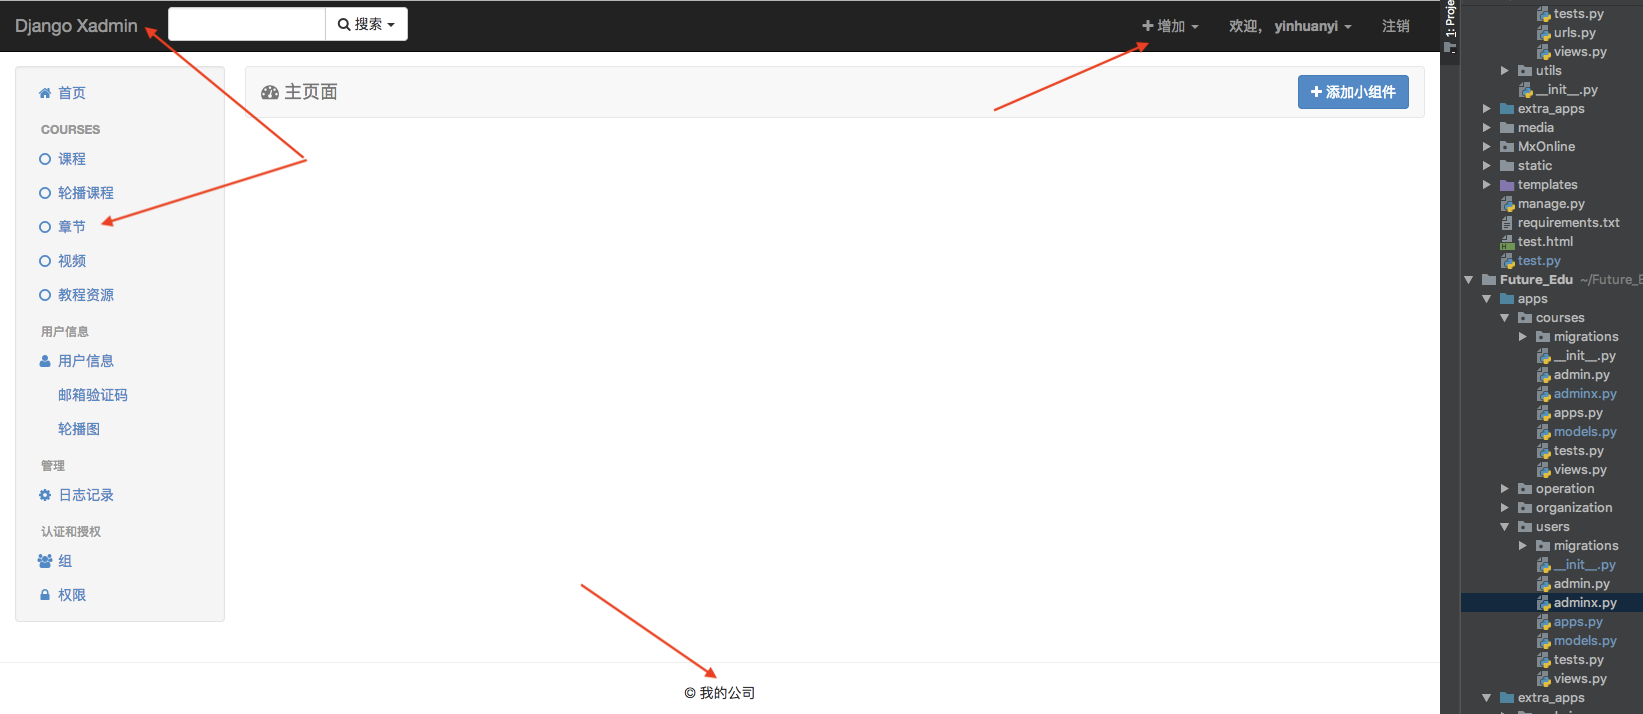 Django Xadmin
搜索
增加
欢迎， yinhuanyi
注销
首页
COURSES
课程
轮播课程
章节
视频
教程资源
用户信息
用户信息
邮箱验证码
轮播图
管理
日志记录
认证和授权
组
权限
主页面
添加小组件
© 我的公司
1: Proje
tests.py
urls.py
views.py
utils
__init__.py
extra_apps
media
MxOnline
static
templates
manage.py
requirements.txt
test.html
test.py
Future_Edu ~/Future_E
apps
courses
migrations
__init__.py
admin.py
adminx.py
apps.py
models.py
tests.py
views.py
operation
organization
users
migrations
__init__.py
admin.py
adminx.py
apps.py
models.py
tests.py
views.py
extra_apps